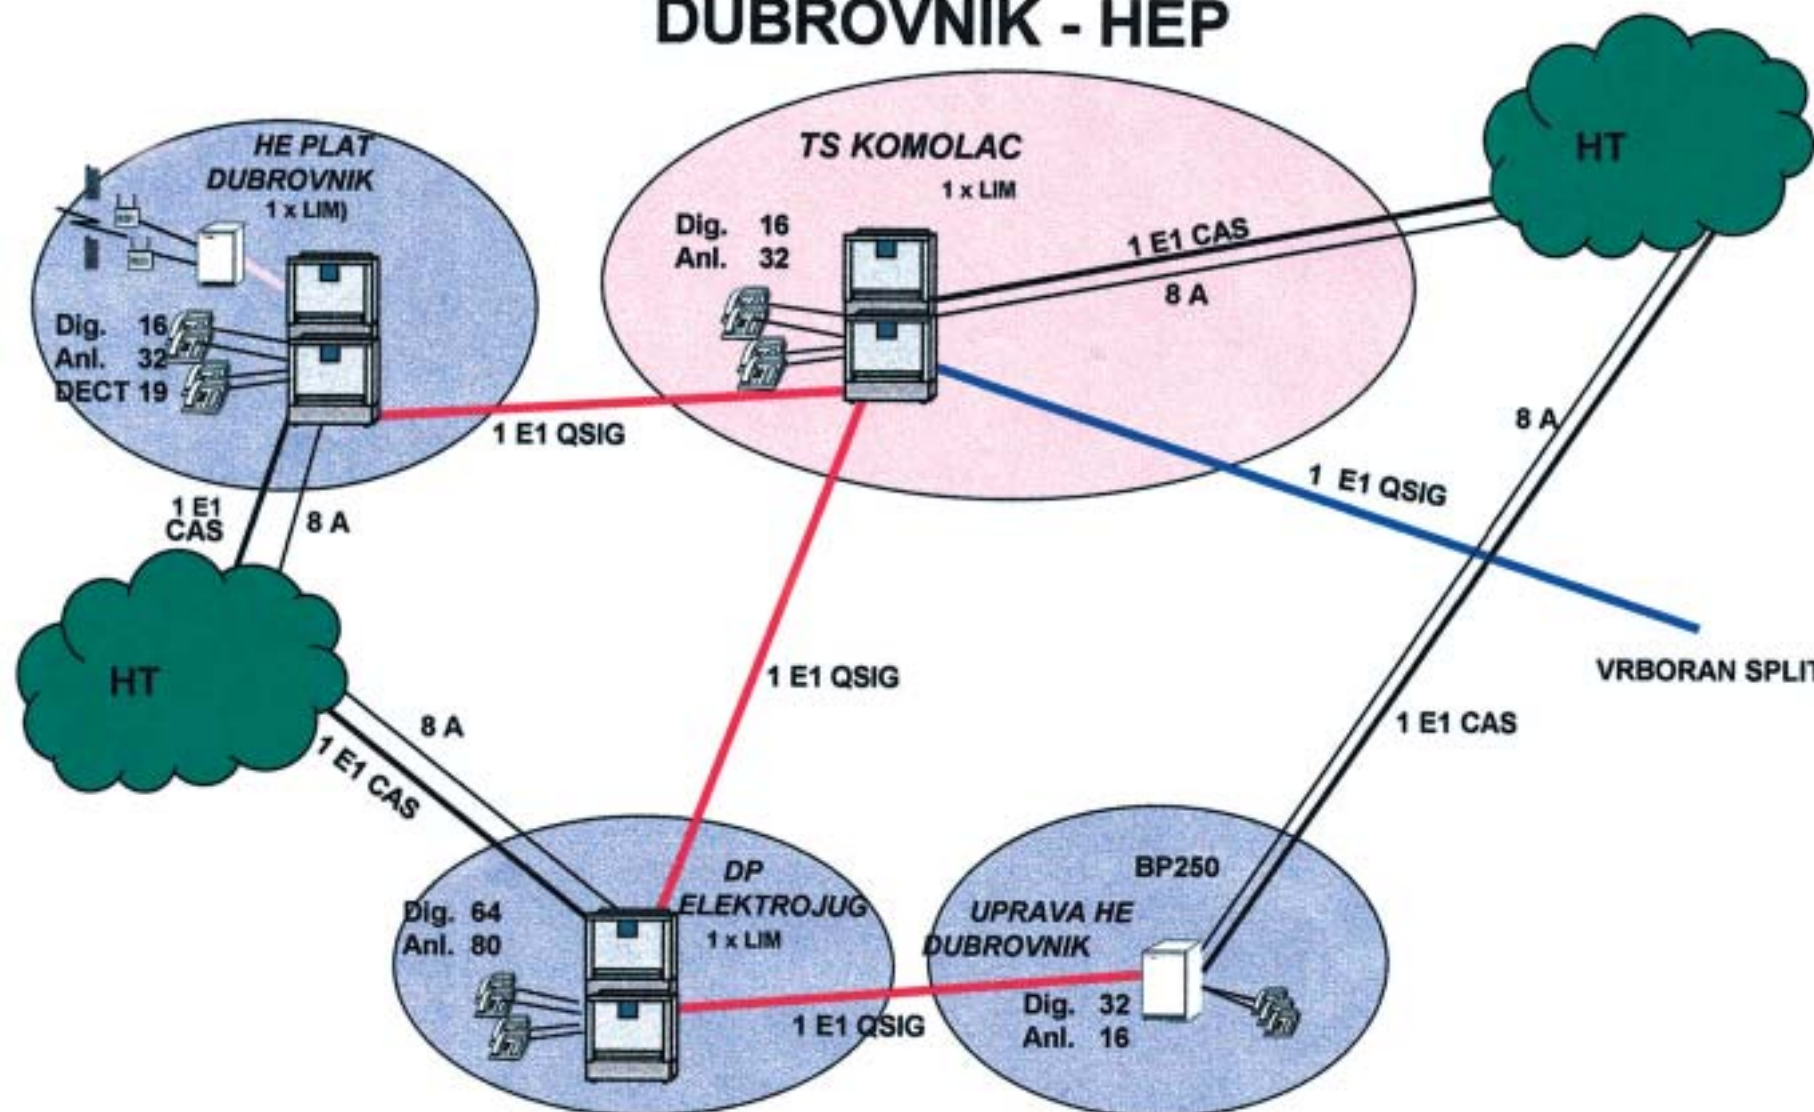 DUBROVNIK - HEP
HE PLAT
DUBROVNIK
1 x LIM)
Dig. 16
Anl. 32
DECT 19
TS KOMOLAC
1 x LIM
Dig. 16
Anl. 32
1 E1 CAS
8 A
HT
1 E1 QSIG
1 E1
CAS
8 A
1 E1 QSIG
8 A
HT
1 E1 QSIG
VRBORAN SPLIT
8 A
1 E1 CAS
1 E1 CAS
DP
ELEKTROJUG
1 x LIM
Dig. 64
Anl. 80
1 E1 QSIG
BP250
UPRAVA HE
DUBROVNIK
Dig. 32
Anl. 16